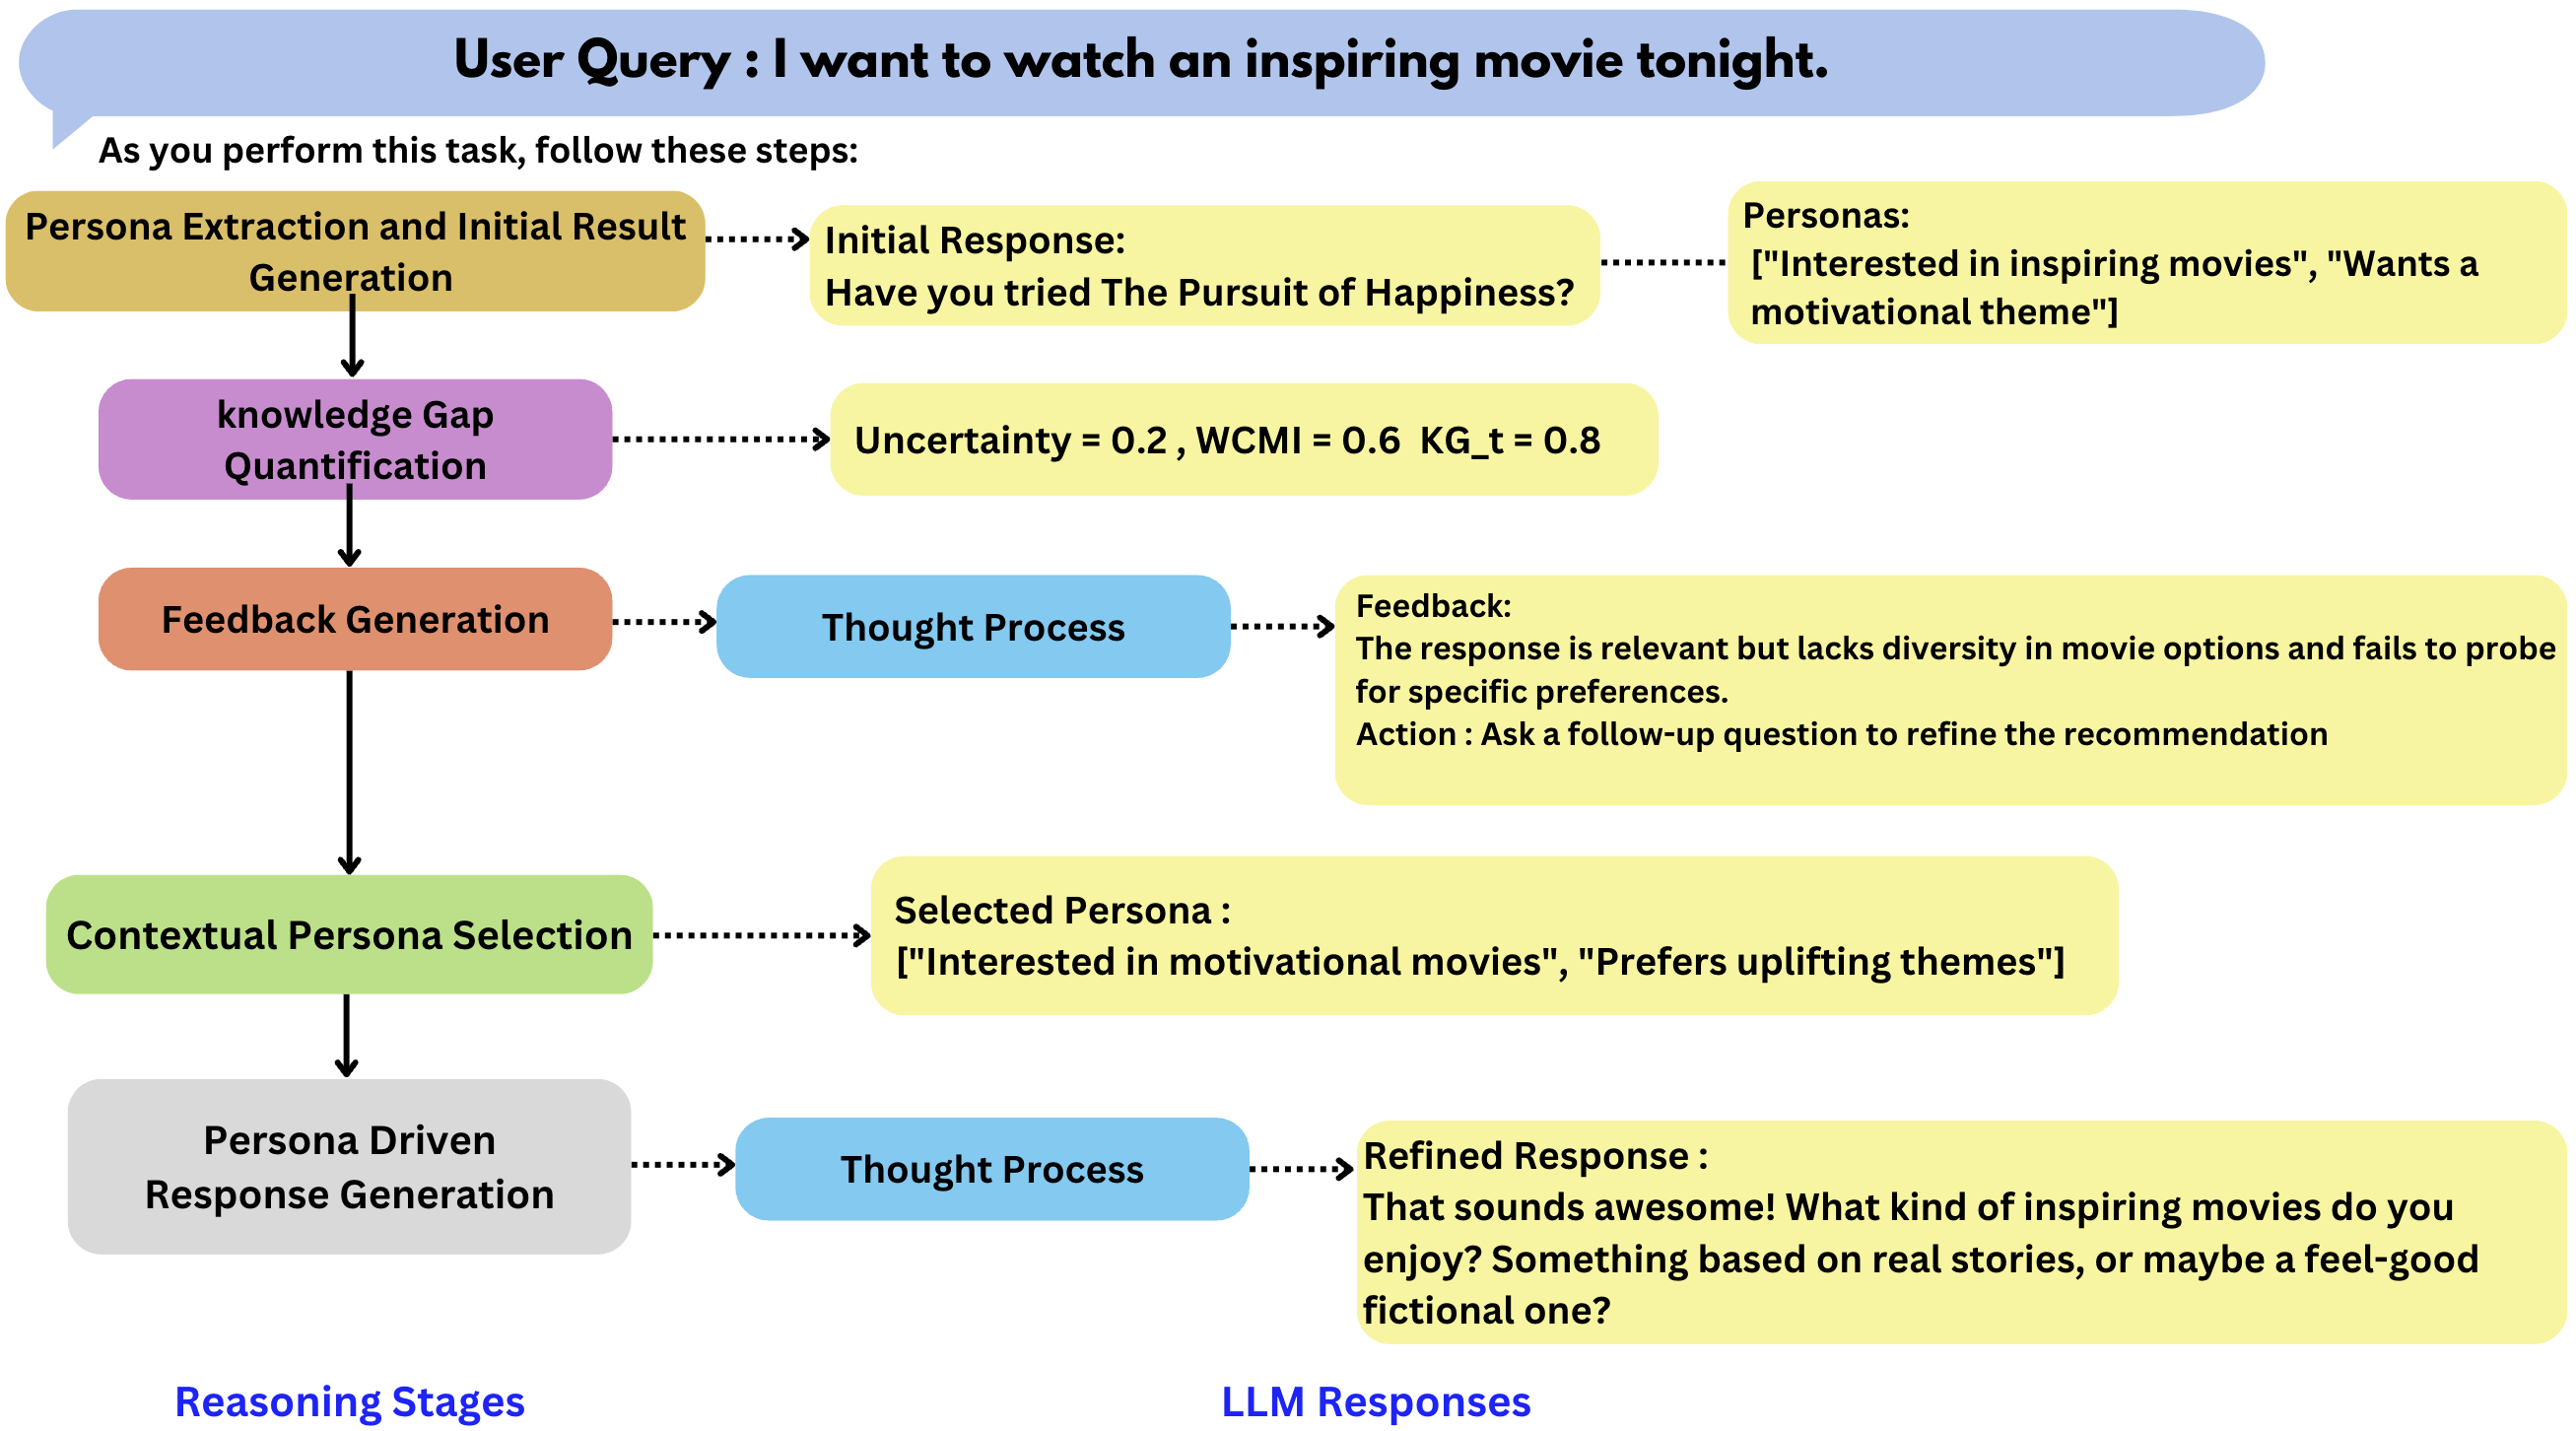 User Query : I want to watch an inspiring movie tonight.
As you perform this task, follow these steps:
Persona Extraction and Initial Result
Generation
Initial Response:
Have you tried The Pursuit of Happiness?
Personas:
["Interested in inspiring movies", "Wants a
motivational theme"]
knowledge Gap
Quantification
Uncertainty = 0.2 , WCMI = 0.6 KG_t = 0.8
Feedback Generation
Thought Process
Feedback:
The response is relevant but lacks diversity in movie options and fails to probe
for specific preferences.
Action : Ask a follow-up question to refine the recommendation
Contextual Persona Selection
Selected Persona :
["Interested in motivational movies", "Prefers uplifting themes"]
Persona Driven
Response Generation
Thought Process
Refined Response :
That sounds awesome! What kind of inspiring movies do you
enjoy? Something based on real stories, or maybe a feel-good
fictional one?
Reasoning Stages
LLM Responses